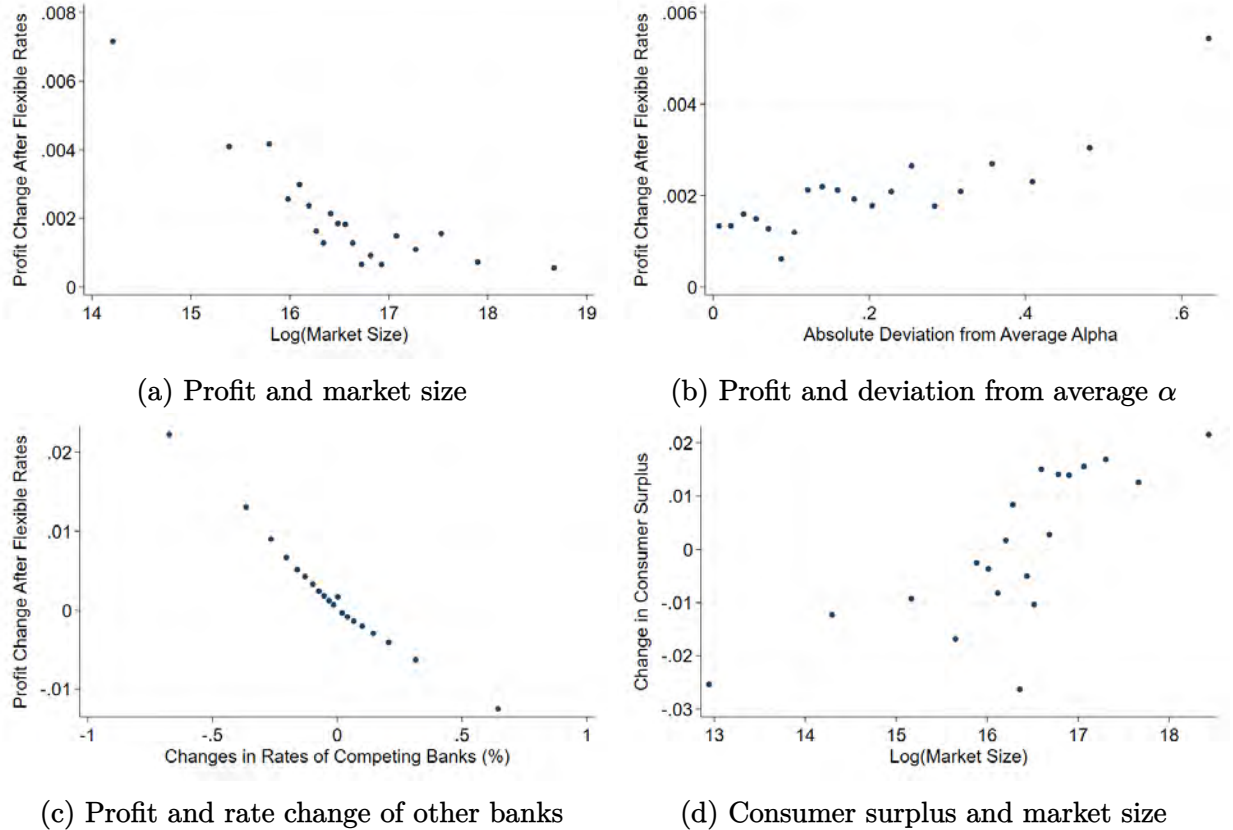 Profit Change After Flexible Rates
.008
.006
.004
.002
0
14 15 16 17 18 19
Log(Market Size)
(a) Profit and market size
Profit Change After Flexible Rates
.006
.004
.002
0
0 .2 .4 .6
Absolute Deviation from Average Alpha
(b) Profit and deviation from average α
Profit Change After Flexible Rates
.02
.01
0
-.01
-1 -.5 0 .5 1
Changes in Rates of Competing Banks (%)
(c) Profit and rate change of other banks
Change in Consumer Surplus
.02
.01
0
-.01
-.02
-.03
13 14 15 16 17 18
Log(Market Size)
(d) Consumer surplus and market size